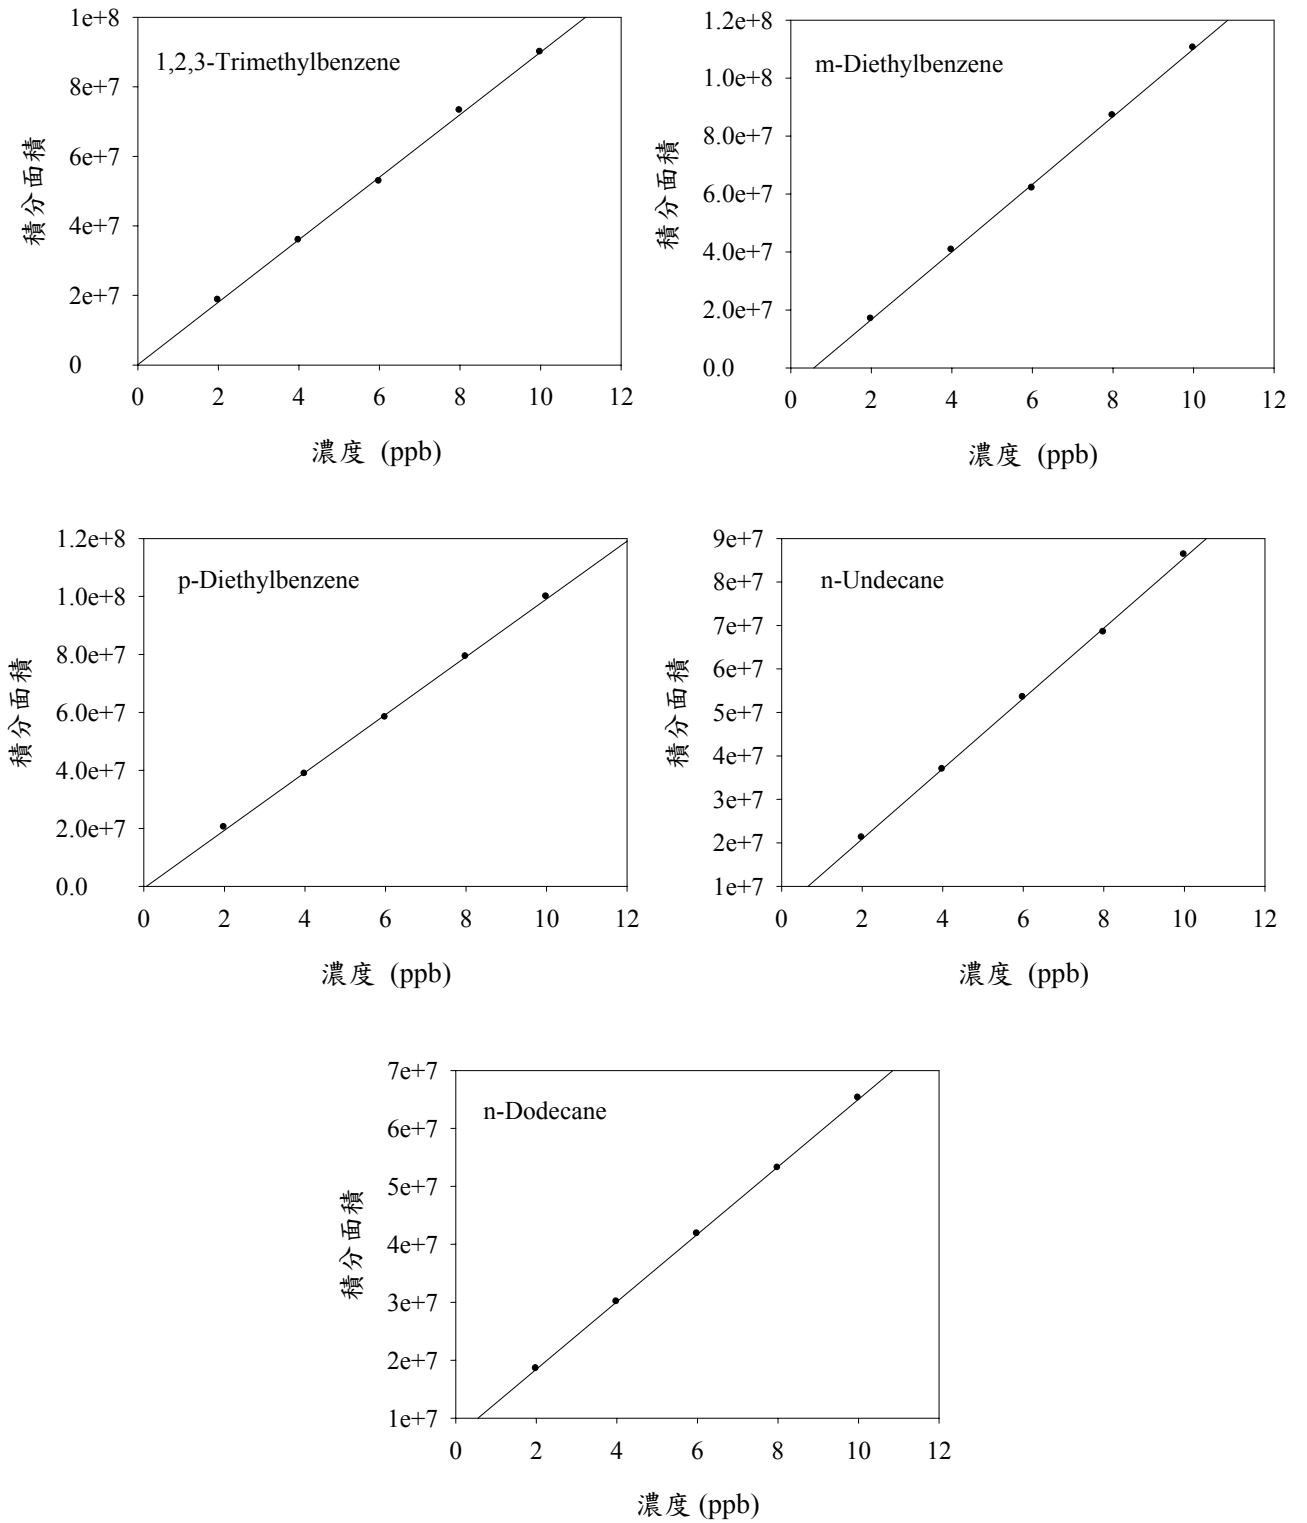 1,2,3-Trimethylbenzene
積分面積
1e+8
8e+7
6e+7
4e+7
2e+7
0
0 2 4 6 8 10 12
濃度 (ppb)
m-Diethylbenzene
積分面積
1.2e+8
1.0e+8
8.0e+7
6.0e+7
4.0e+7
2.0e+7
0.0
0 2 4 6 8 10 12
濃度 (ppb)
p-Diethylbenzene
積分面積
1.2e+8
1.0e+8
8.0e+7
6.0e+7
4.0e+7
2.0e+7
0.0
0 2 4 6 8 10 12
濃度 (ppb)
n-Undecane
積分面積
9e+7
8e+7
7e+7
6e+7
5e+7
4e+7
3e+7
2e+7
1e+7
0 2 4 6 8 10 12
濃度 (ppb)
n-Dodecane
積分面積
7e+7
6e+7
5e+7
4e+7
3e+7
2e+7
1e+7
0 2 4 6 8 10 12
濃度 (ppb)